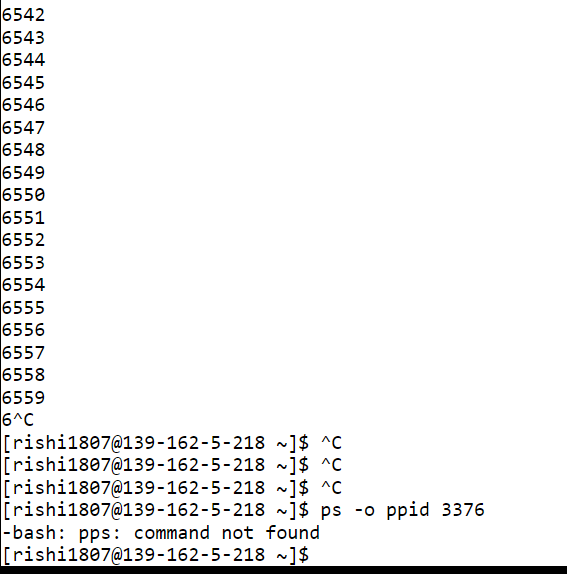 6542
6543
6544
6545
6546
6547
6548
6549
6550
6551
6552
6553
6554
6555
6556
6557
6558
6559
6^C
[rishi1807@139-162-5-218 ~]$ ^C
[rishi1807@139-162-5-218 ~]$ ^C
[rishi1807@139-162-5-218 ~]$ ^C
[rishi1807@139-162-5-218 ~]$ ps -o ppid 3376
-bash: pps: command not found
[rishi1807@139-162-5-218 ~]$